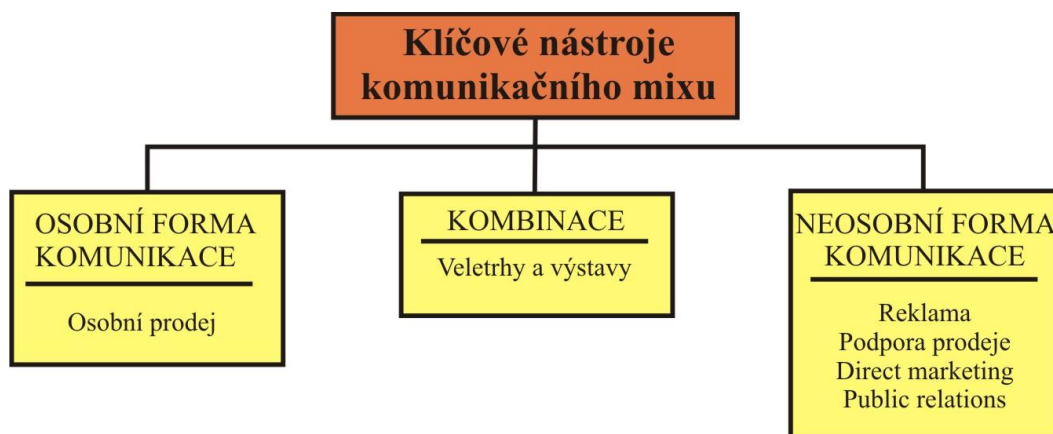 Klíčové nástroje
komunikačního mixu
OSOBNÍ FORMA
KOMUNIKACE
Osobní prodej
KOMBINACE
Veletrhy a výstavy
NEOSOBNÍ FORMA
KOMUNIKACE
Reklama
Podpora prodeje
Direct marketing
Public relations